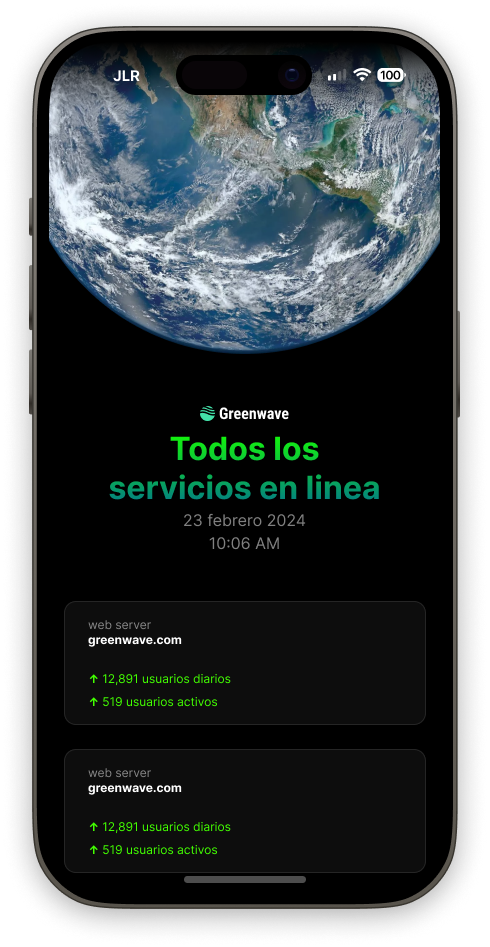 JLR
100
Greenwave
Todos los
servicios en linea
23 febrero 2024
10:06 AM
web server
greenwave.com
↑ 12,891 usuarios diarios
↑ 519 usuarios activos
web server
greenwave.com
↑ 12,891 usuarios diarios
↑ 519 usuarios activos